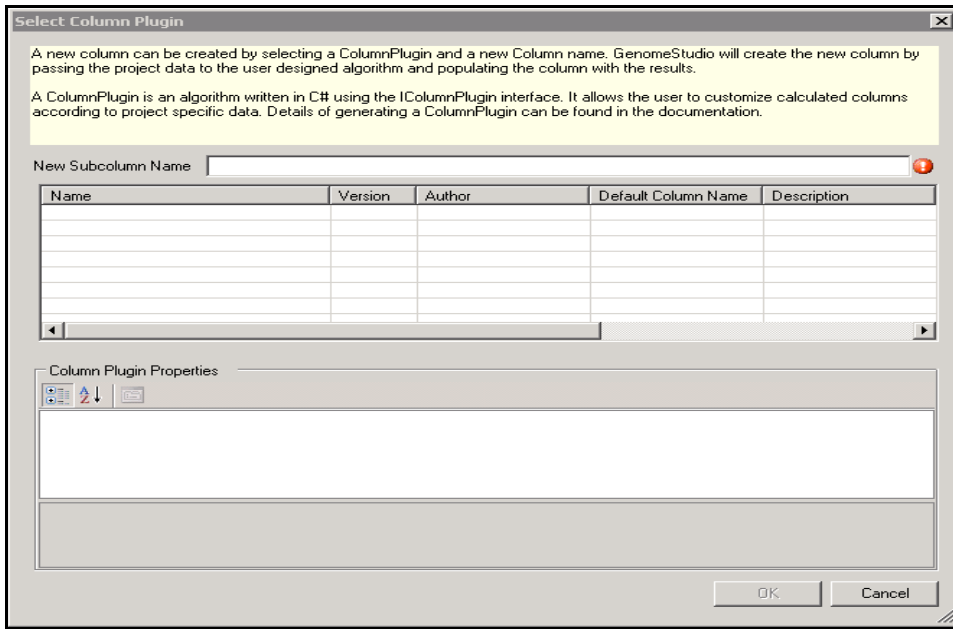 Select Column Plugin
A new column can be created by selecting a ColumnPlugin and a new Column name. GenomeStudio will create the new column by
passing the project data to the user designed algorithm and populating the column with the results.
A ColumnPlugin is an algorithm written in C# using the IColumnPlugin interface. It allows the user to customize calculated columns
according to project specific data. Details of generating a ColumnPlugin can be found in the documentation.
New Subcolumn Name
Name Version Author Default Column Name Description
Column Plugin Properties
OK Cancel